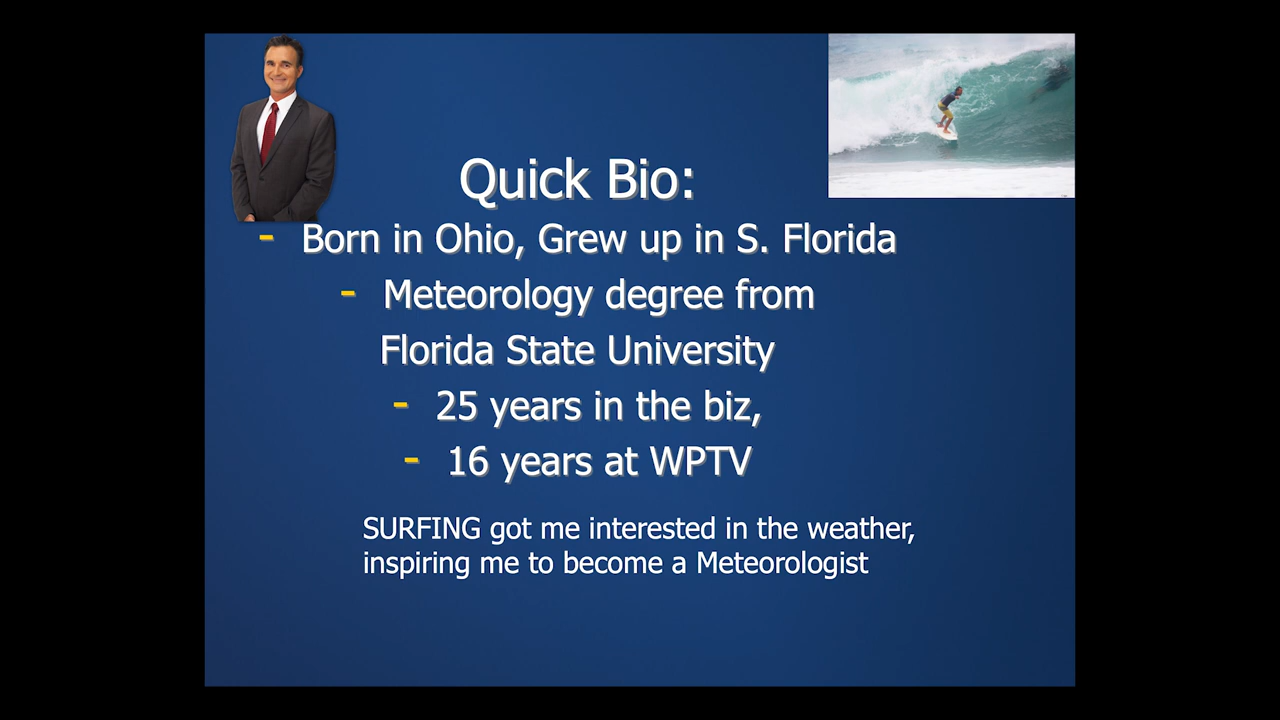 Quick Bio:
- Born in Ohio, Grew up in S. Florida
- Meteorology degree from
Florida State University
- 25 years in the biz,
- 16 years at WPTV
SURFING got me interested in the weather,
inspiring me to become a Meteorologist